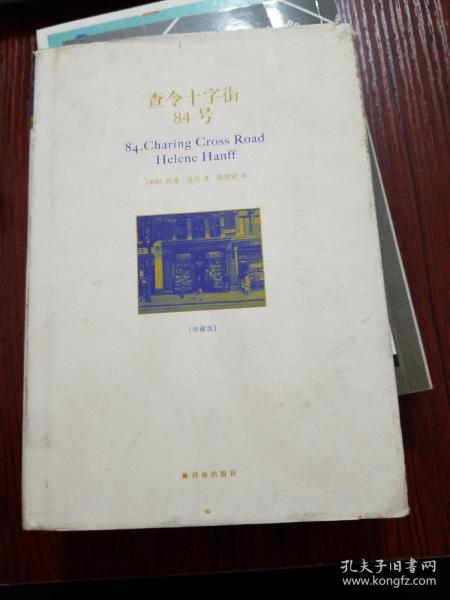 查令十字街
84号
84, Charing Cross Road
Helene Hanff
[美国] 海莲·汉芙 著 陈建铭 译
[珍藏版]
译林出版社
孔夫子旧书网
www.kongfz.com